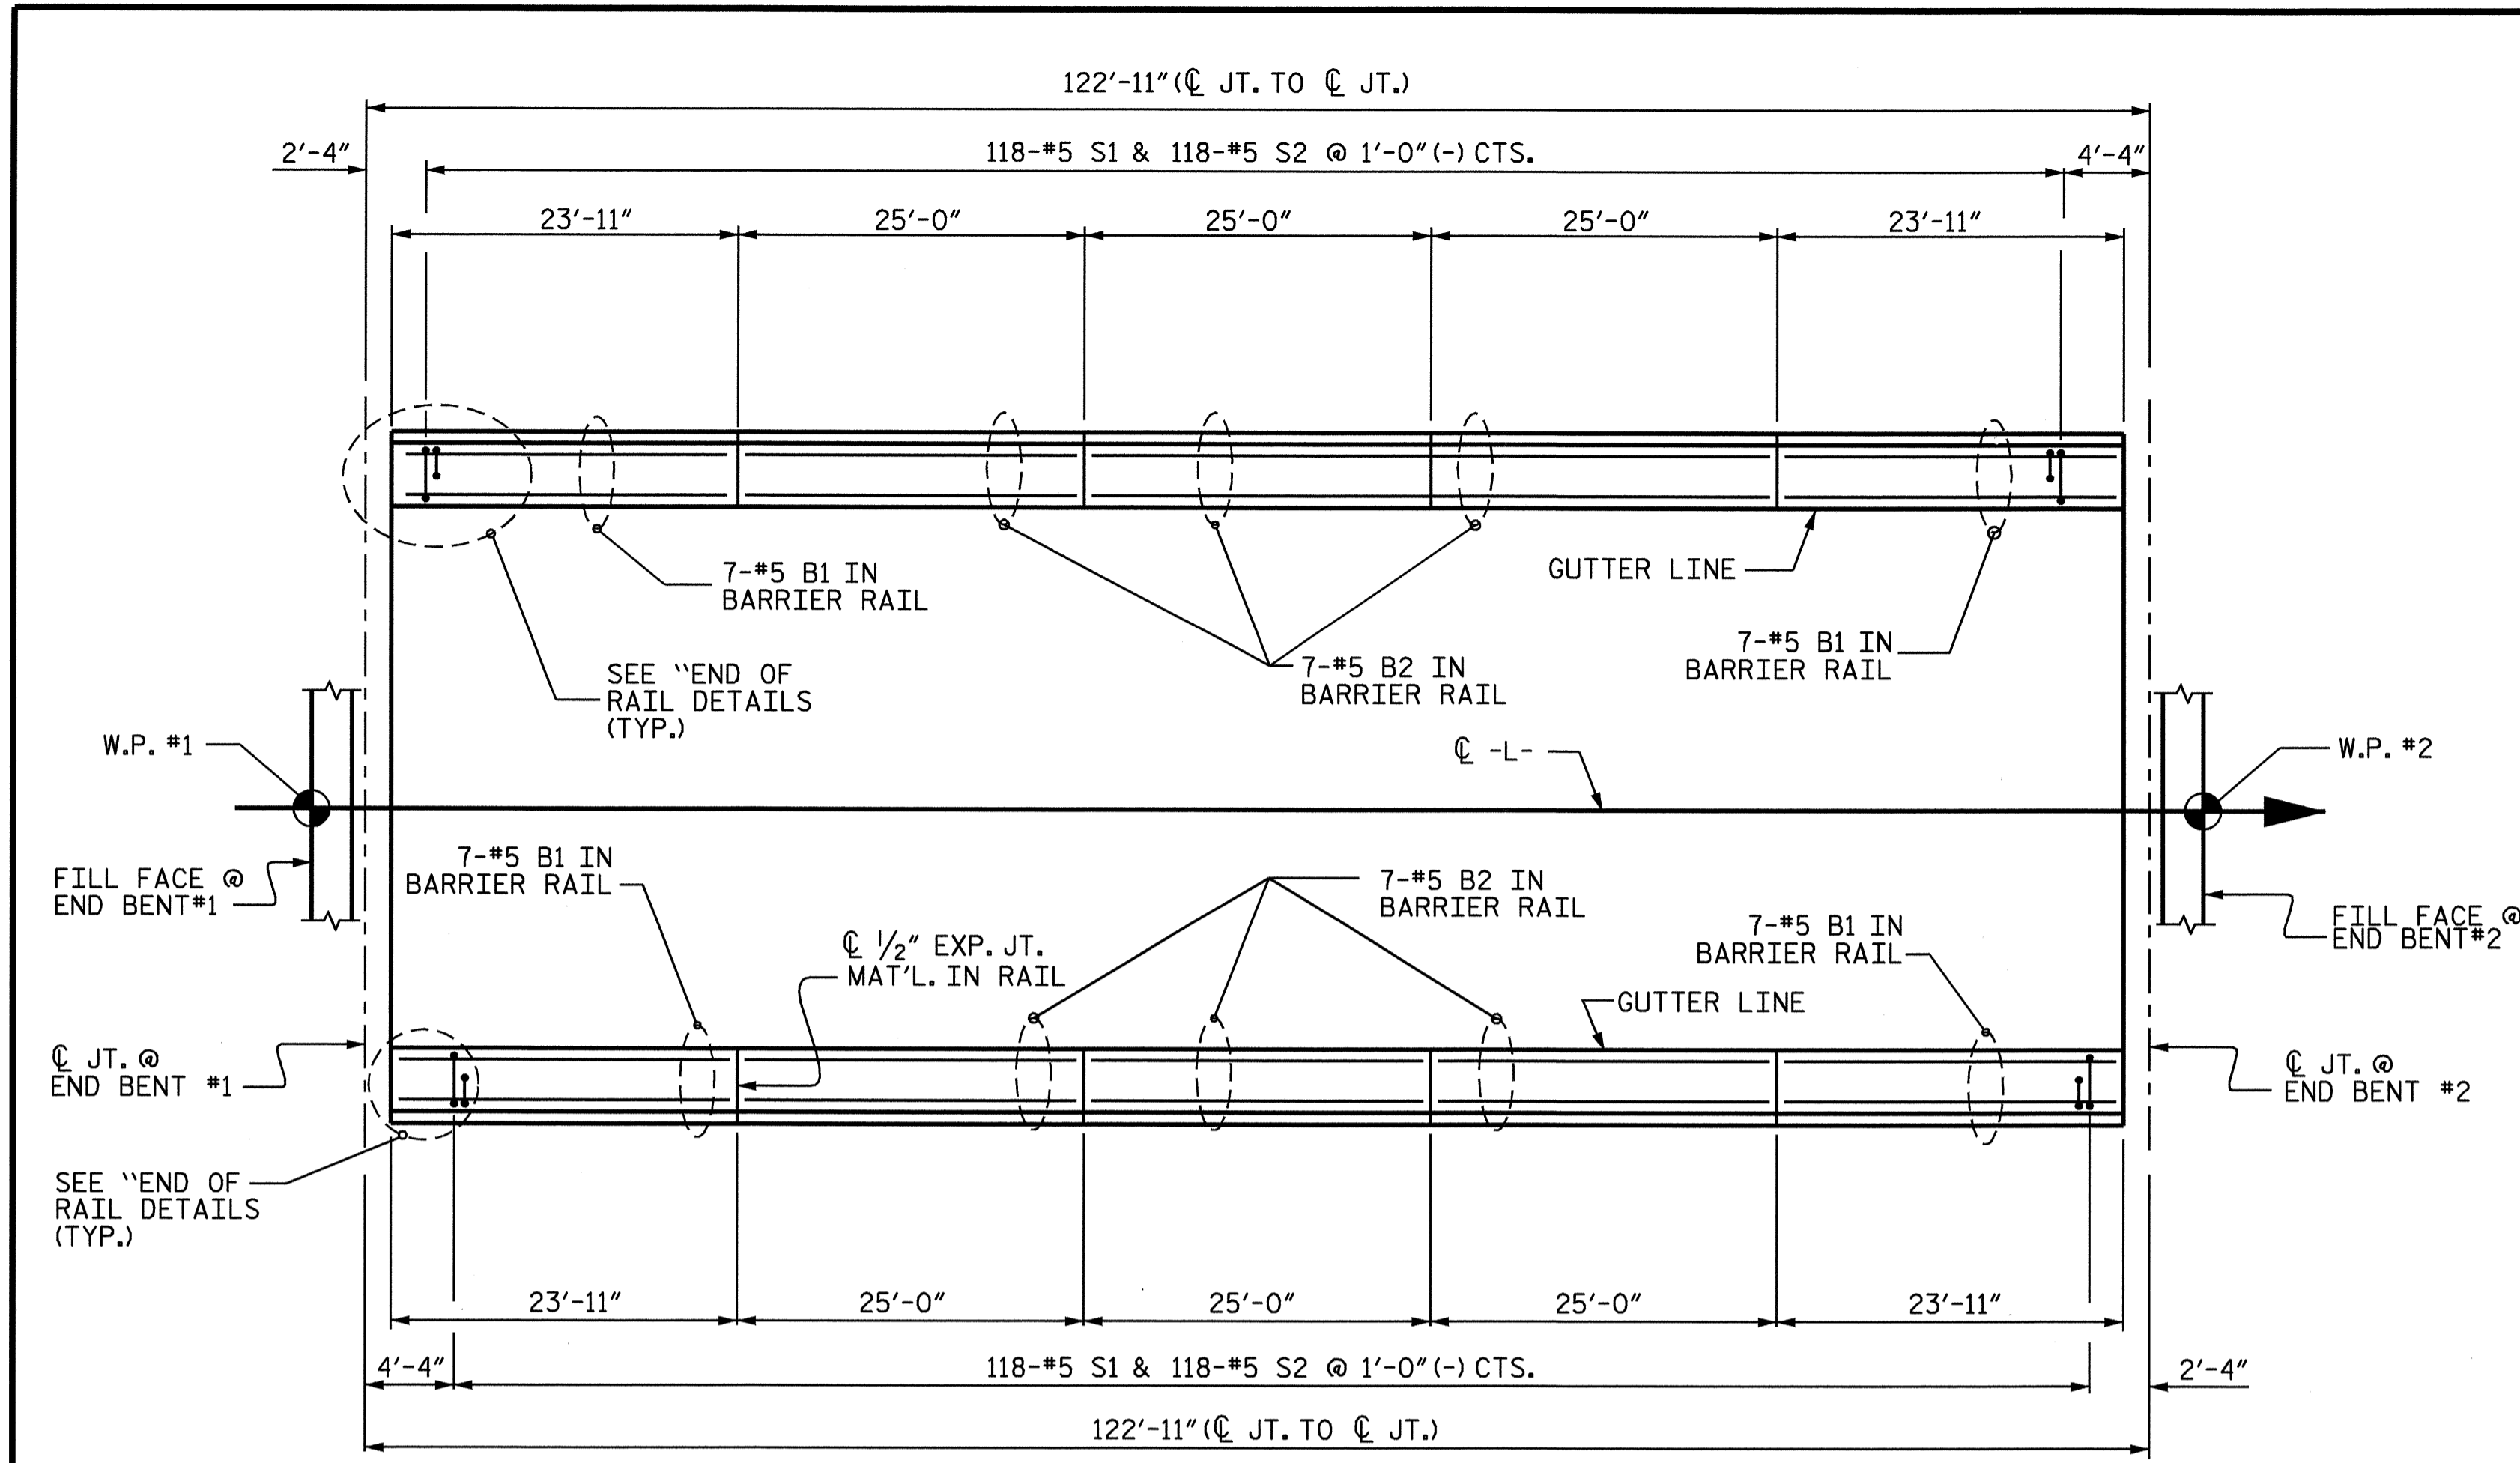 122'-11" (℄ JT. TO ℄ JT.)
2'-4"
118-#5 S1 & 118-#5 S2 @ 1'-0" (-) CTS.
4'-4"
23'-11"
25'-0"
25'-0"
25'-0"
23'-11"
GUTTER LINE
7-#5 B1 IN
BARRIER RAIL
7-#5 B1 IN
BARRIER RAIL
7-#5 B2 IN
BARRIER RAIL
SEE "END OF
RAIL DETAILS
(TYP.)
W.P. #1
℄ -L-
W.P. #2
7-#5 B1 IN
BARRIER RAIL
FILL FACE @
END BENT#1
7-#5 B2 IN
BARRIER RAIL
7-#5 B1 IN
BARRIER RAIL
FILL FACE @
END BENT#2
℄ 1/2" EXP. JT.
MAT'L. IN RAIL
GUTTER LINE
℄ JT. @
END BENT #1
℄ JT. @
END BENT #2
SEE "END OF
RAIL DETAILS
(TYP.)
23'-11"
25'-0"
25'-0"
25'-0"
23'-11"
4'-4"
118-#5 S1 & 118-#5 S2 @ 1'-0" (-) CTS.
2'-4"
122'-11" (℄ JT. TO ℄ JT.)